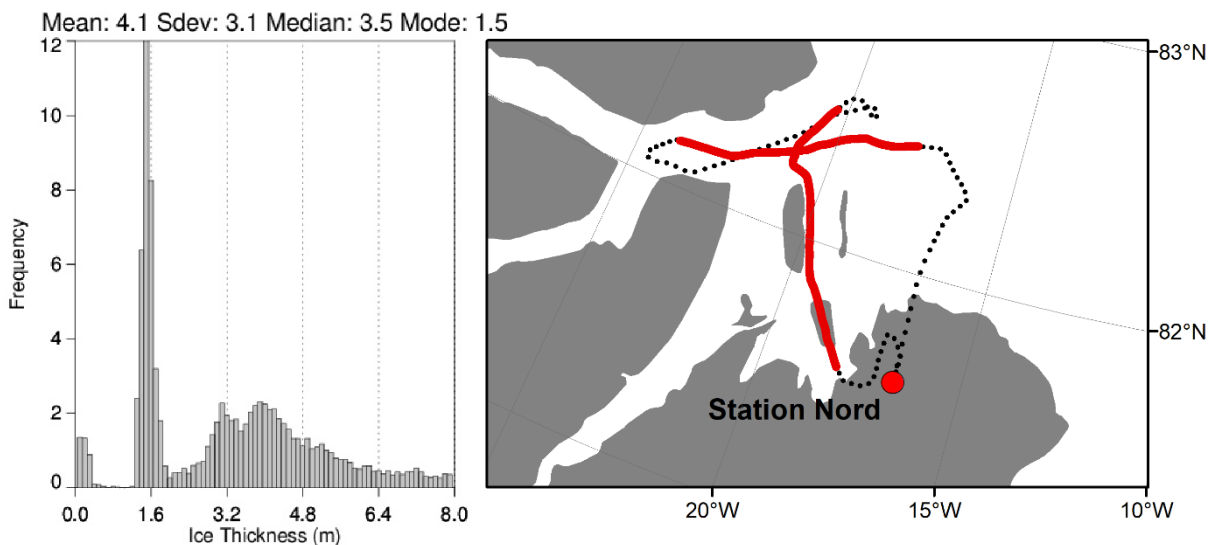 Mean: 4.1 Sdev: 3.1 Median: 3.5 Mode: 1.5
12
10
8
6
4
2
0
Frequency
0.0 1.6 3.2 4.8 6.4 8.0
Ice Thickness (m)
83°N
82°N
Station Nord
20°W 15°W 10°W